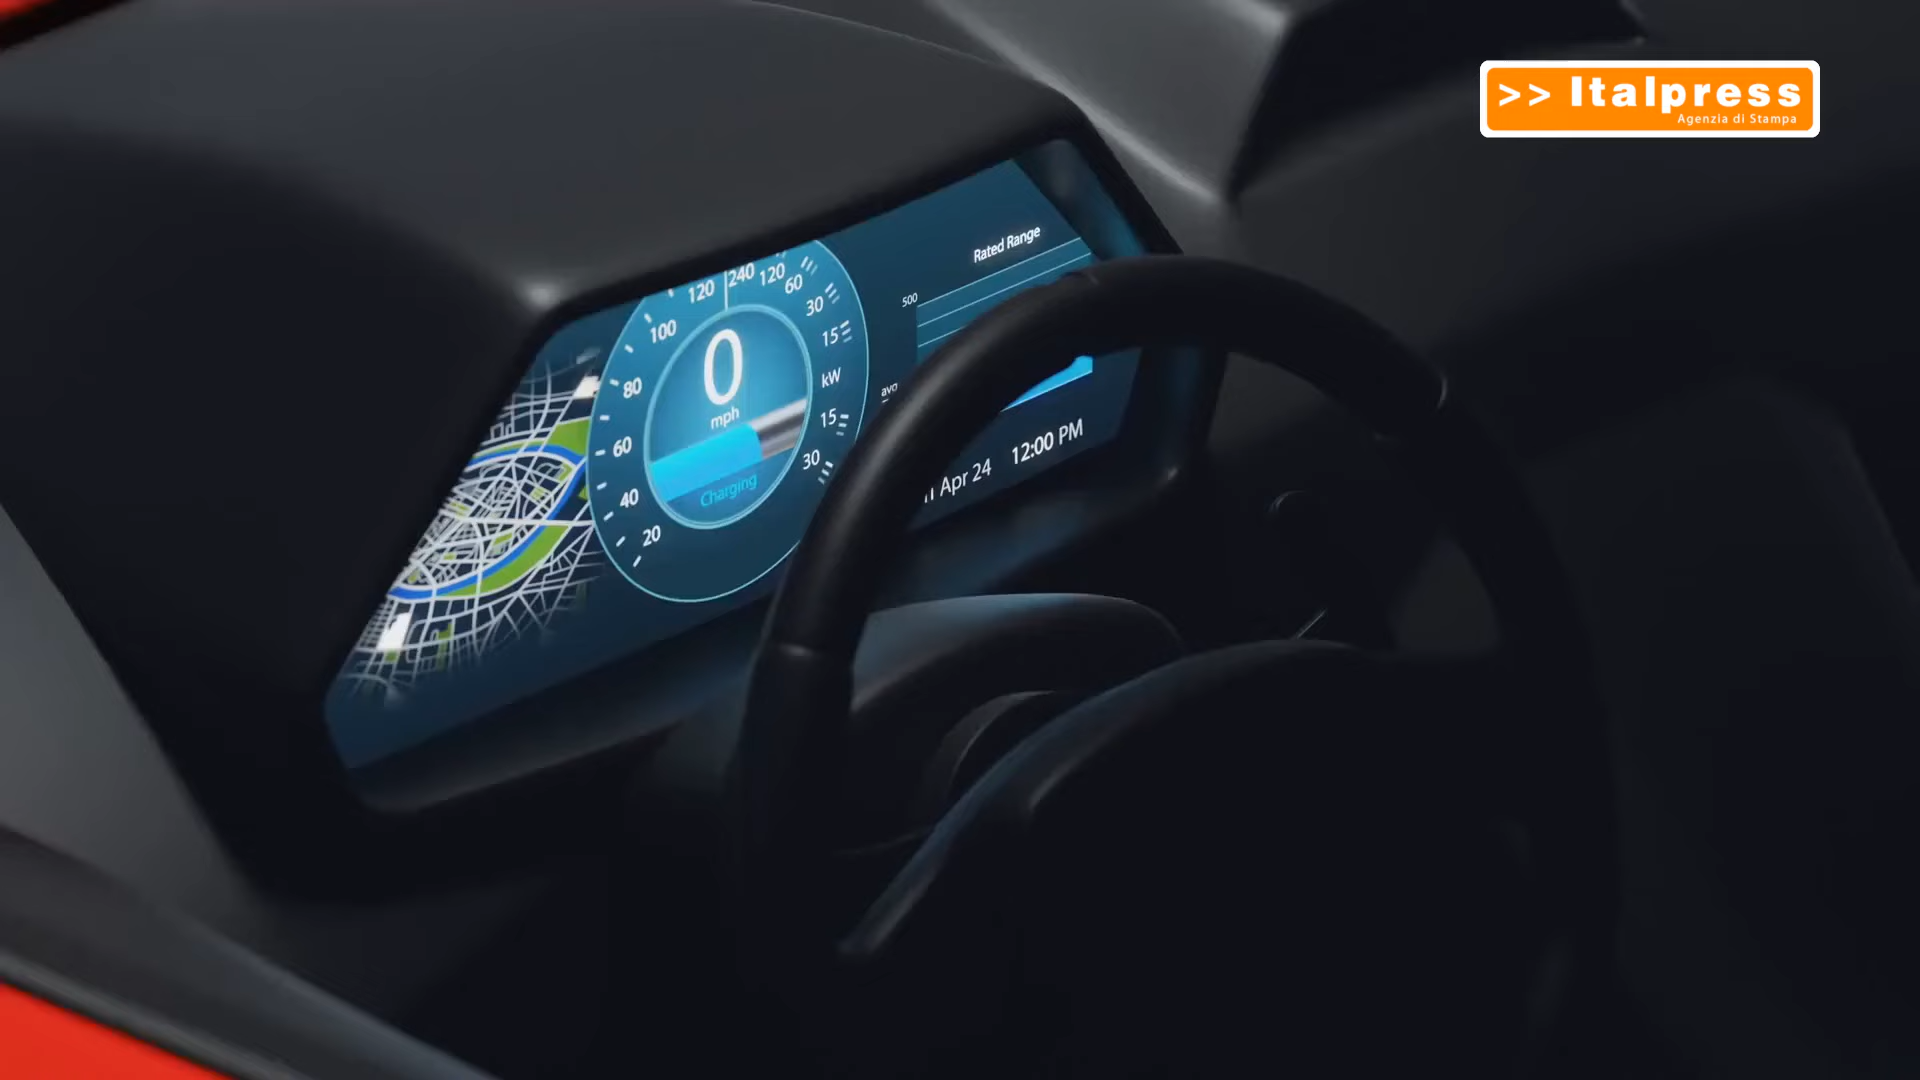 >> Italpress
Agenzia di Stampa
Rated Range
500
avg
240
120
120
60
100
30
15
80
kW
60
15
30
40
20
0
mph
Charging
Apr 24 12:00 PM